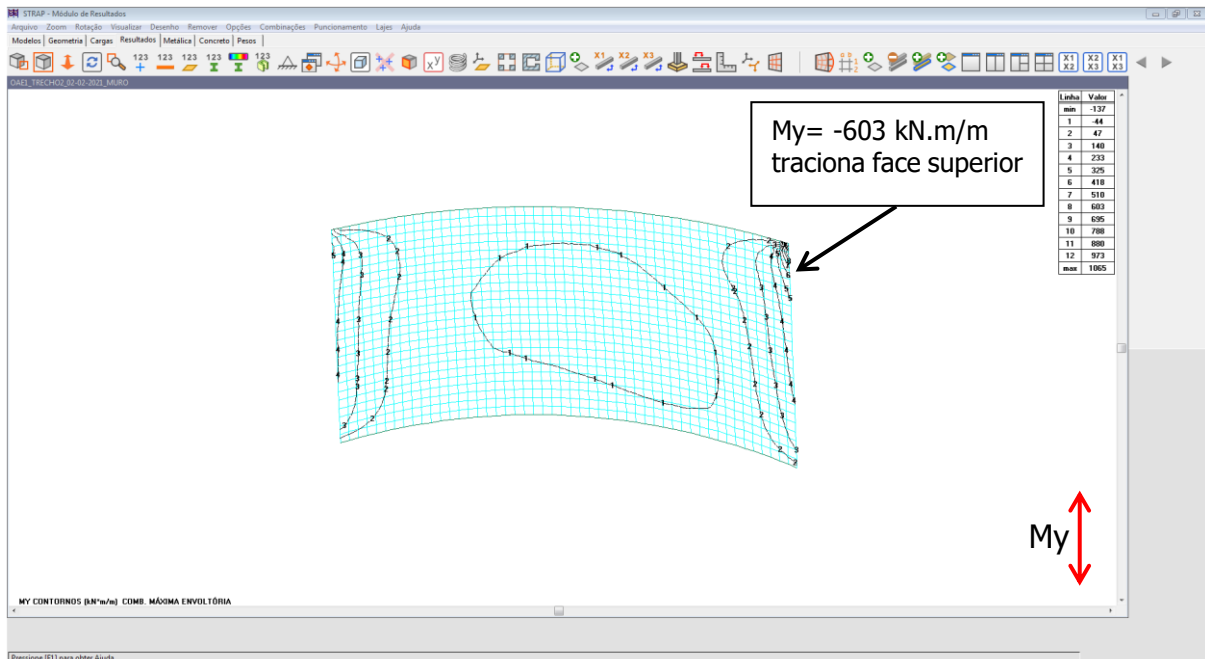 STRAP - Módulo de Resultados
Arquivo Zoom Rotação Visualizar Desenho Remover Opções Combinações Puncionamento Lajes Ajuda
Modelos Geometria Cargas Resultados Metálica Concreto Pesos
OAE1_TRECHO2_02-02-2021_MURO
Linha Valor
min -137
1 -44
2 47
3 140
4 233
5 325
6 418
7 510
8 603
9 695
10 788
11 880
12 973
max 1065
My= -603 kN.m/m
traciona face superior
My
MY CONTORNOS (kN*m/m) COMB. MÁXIMA ENVOLTÓRIA
Pressione [F1] para obter Ajuda